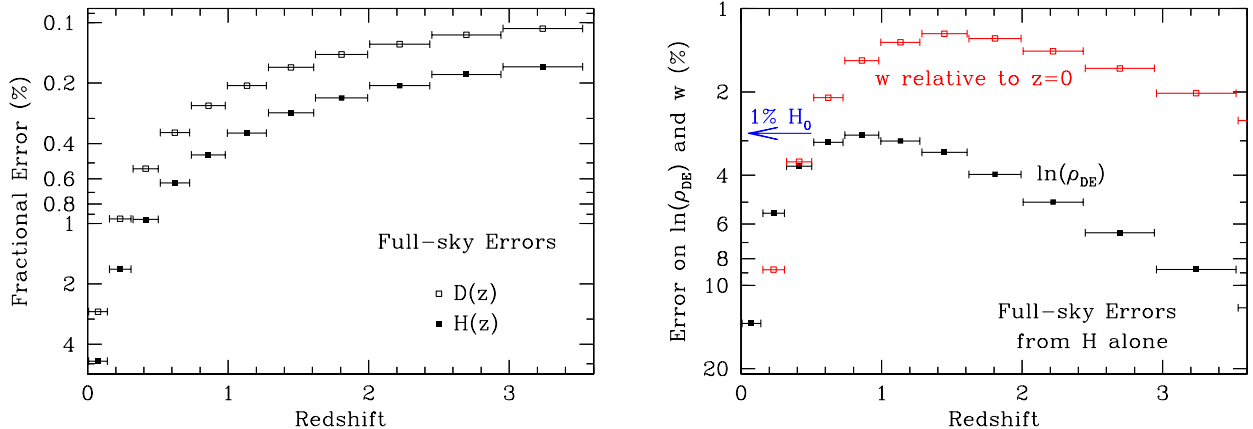 0.1
0.2
0.4
0.6
0.8
1
2
4
Fractional Error (%)
Full-sky Errors
D(z)
H(z)
0
1
2
3
Redshift
1
2
4
6
8
10
20
Error on ln(ρDE) and w (%)
w relative to z=0
1% H0
ln(ρDE)
Full-sky Errors
from H alone
0
1
2
3
Redshift